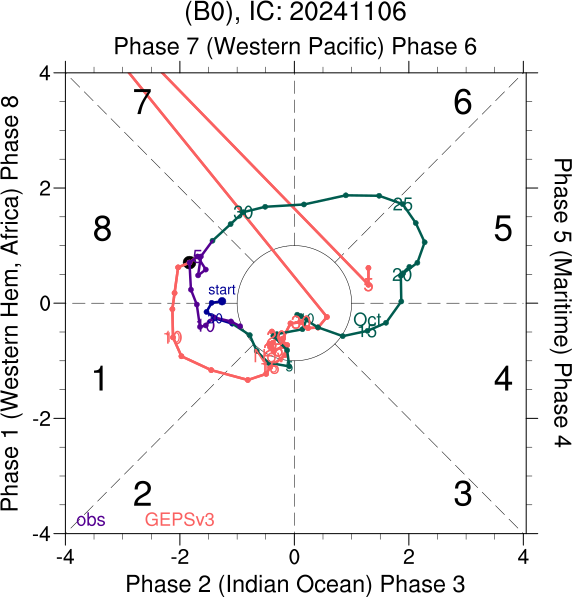 (B0), IC: 20241106
Phase 7 (Western Pacific) Phase 6
Phase 1 (Western Hem, Africa) Phase 8
Phase 5 (Maritime) Phase 4
4
2
0
-2
-4
7
6
8
5
1
4
2
3
30
25
20
15
Oct
start
5
10
5
obs
GEPSv3
-4
-2
0
2
4
Phase 2 (Indian Ocean) Phase 3